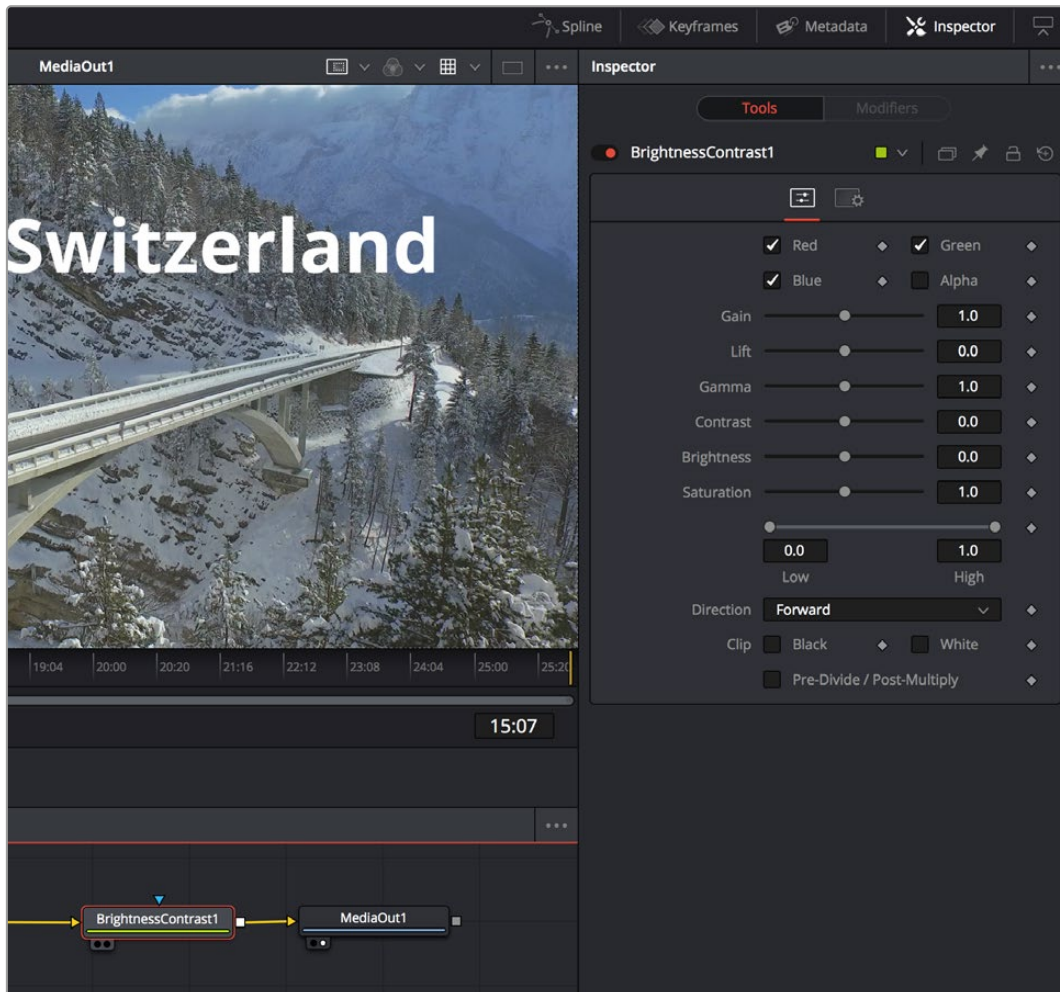 Spline Keyframes Metadata Inspector
MediaOut1
Inspector
Tools Modifiers
BrightnessContrast1
Switzerland
Red Green
Blue Alpha
Gain 1.0
Lift 0.0
Gamma 1.0
Contrast 0.0
Brightness 0.0
Saturation 1.0
0.0 1.0
Low High
Direction Forward
Clip Black White
Pre-Divide / Post-Multiply
19:04 20:00 20:20 21:16 22:12 23:08 24:04 25:00
15:07
BrightnessContrast1 MediaOut1